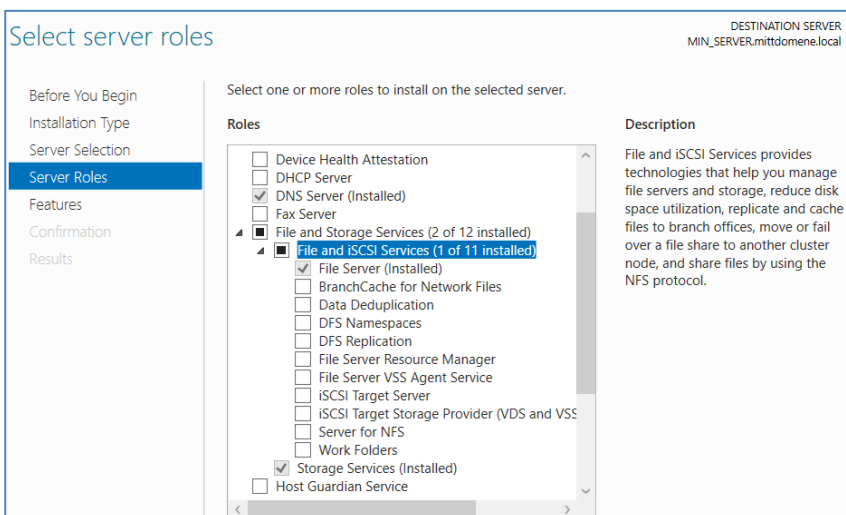 Select server roles
DESTINATION SERVER
MIN_SERVER.mittdomene.local
Before You Begin
Installation Type
Server Selection
Server Roles
Features
Confirmation
Results
Select one or more roles to install on the selected server.
Roles
Device Health Attestation
DHCP Server
DNS Server (Installed)
Fax Server
File and Storage Services (2 of 12 installed)
File and iSCSI Services (1 of 11 installed)
File Server (Installed)
BranchCache for Network Files
Data Deduplication
DFS Namespaces
DFS Replication
File Server Resource Manager
File Server VSS Agent Service
iSCSI Target Server
iSCSI Target Storage Provider (VDS and VSS
Server for NFS
Work Folders
Storage Services (Installed)
Host Guardian Service
Description
File and iSCSI Services provides
technologies that help you manage
file servers and storage, reduce disk
space utilization, replicate and cache
files to branch offices, move or fail
over a file share to another cluster
node, and share files by using the
NFS protocol.